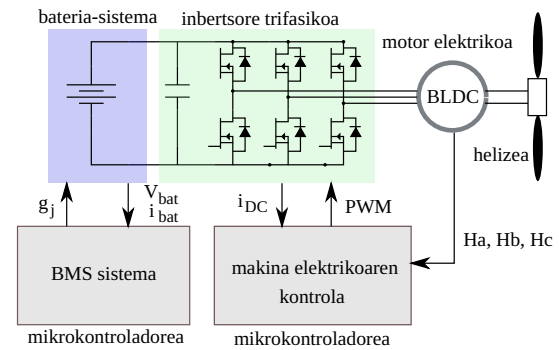 bateria-sistema
inbertsore trifasikoa
motor elektrikoa
BLDC
helizea
g_j
V_bat
i_bat
i_DC
PWM
Ha, Hb, Hc
BMS sistema
makina elektrikoaren
kontrola
mikrokontroladorea
mikrokontroladorea